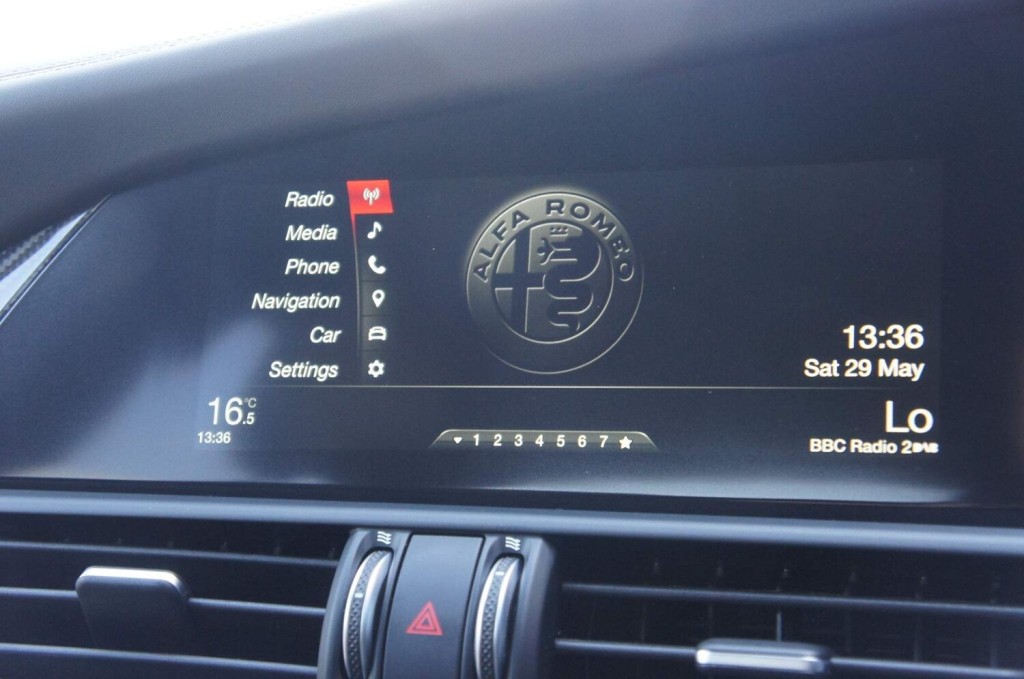 Radio
Media
Phone
Navigation
Car
Settings
ALFA ROMEO
13:36
Sat 29 May
16.5°C
13:36
1 2 3 4 5 6 7
Lo
BBC Radio 2 DAB